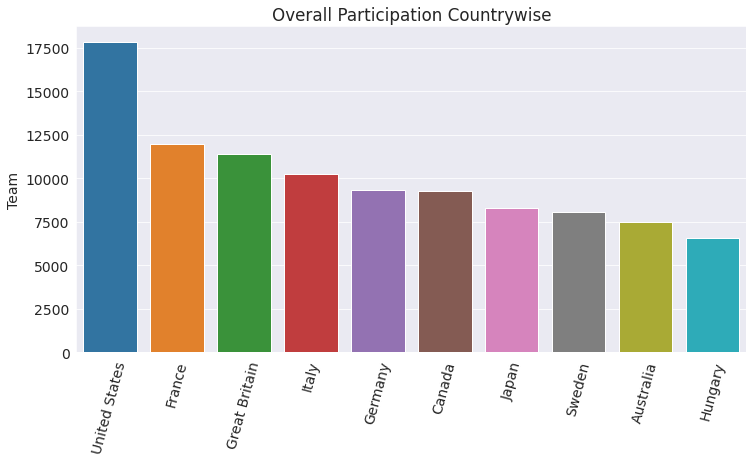 Overall Participation Countrywise
Team
17500
15000
12500
10000
7500
5000
2500
0
United States
France
Great Britain
Italy
Germany
Canada
Japan
Sweden
Australia
Hungary